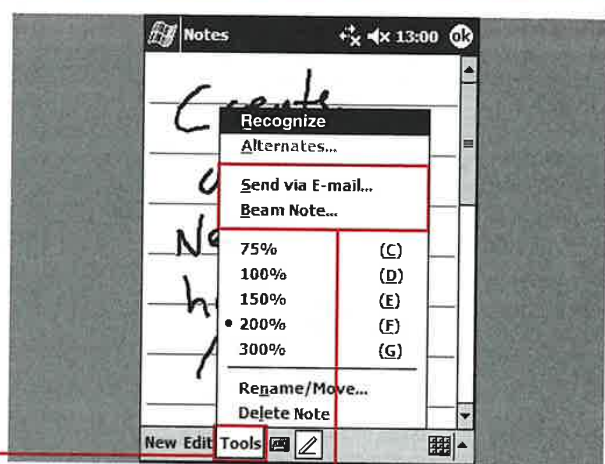 Notes 13:00 ok
Create
Recognize
Alternates...
Send via E-mail...
Beam Note...
75% (C)
100% (D)
150% (E)
200% (F)
300% (G)
Rename/Move...
Delete Note
New Edit Tools